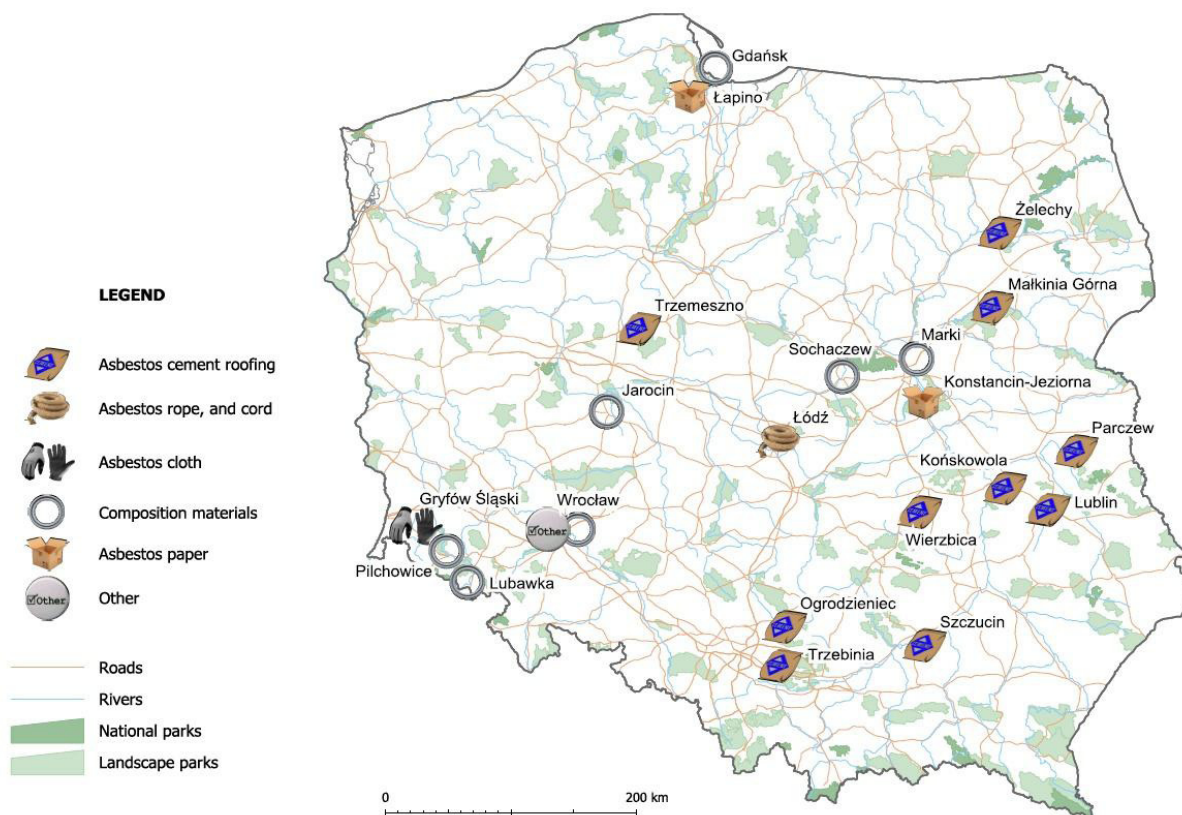 Gdańsk
Łapino
Żelechy
Małkinia Górna
Trzemeszno
Marki
Sochaczew
Konstancin-Jeziorna
Jarocin
Łódź
Parczew
Końskowola
Lublin
Wierzbica
Gryfów Śląski
Wrocław
Other
Pilchowice
Lubawka
Ogrodzieniec
Szczucin
Trzebinia
LEGEND
Asbestos cement roofing
Asbestos rope, and cord
Asbestos cloth
Composition materials
Asbestos paper
Other
Other
Roads
Rivers
National parks
Landscape parks
0
200 km